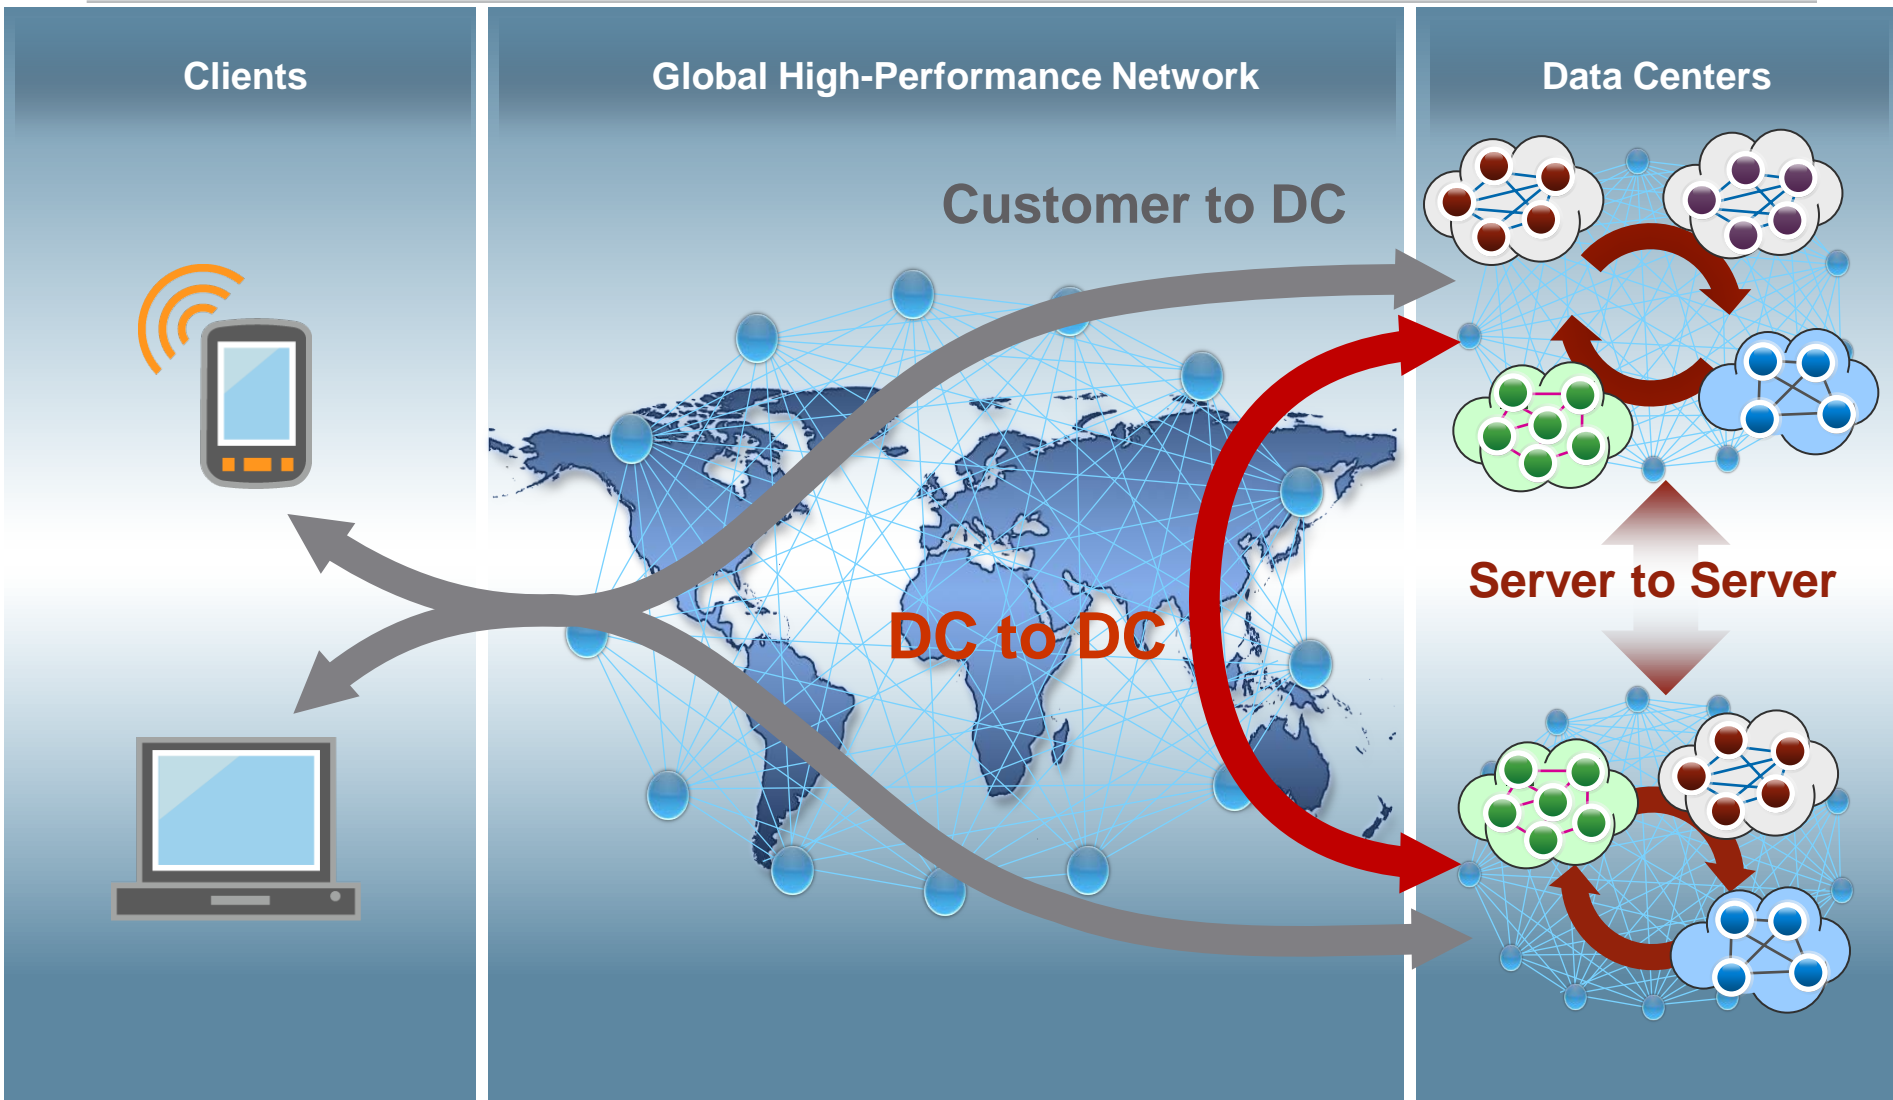 Clients
Global High-Performance Network
Data Centers
Customer to DC
DC to DC
Server to Server